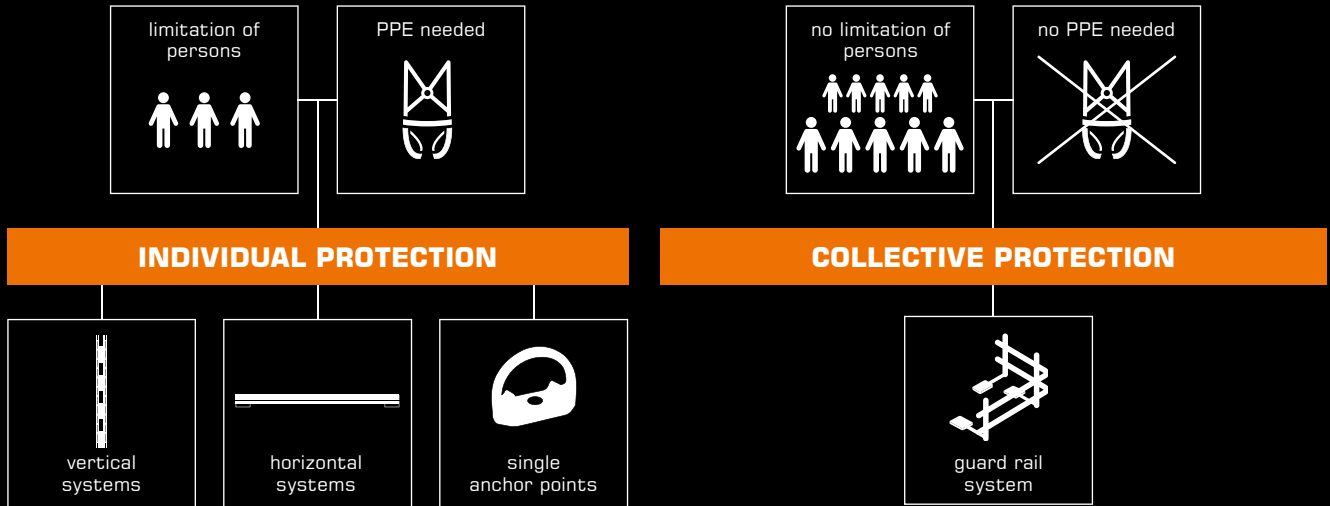 limitation of
persons
PPE needed
no limitation of
persons
no PPE needed
INDIVIDUAL PROTECTION
COLLECTIVE PROTECTION
vertical
systems
horizontal
systems
single
anchor points
guard rail
system